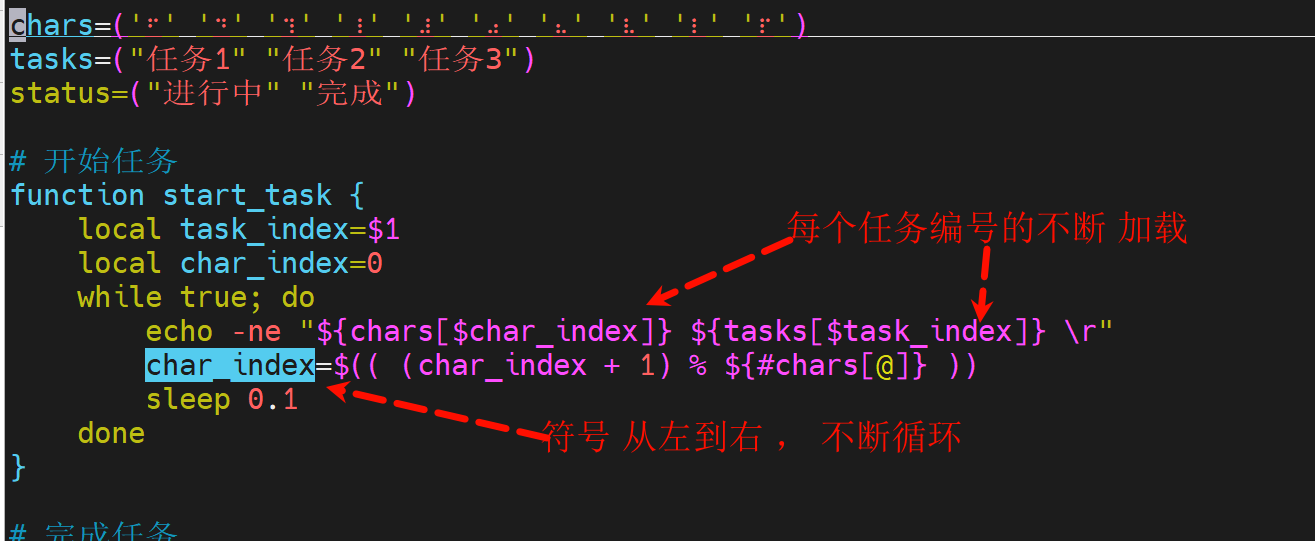 chars=('⠋' '⠙' '⠹' '⠸' '⠼' '⠴' '⠦' '⠧' '⠇' '⠏')
tasks=("任务1" "任务2" "任务3")
status=("进行中" "完成")
# 开始任务
function start_task {
local task_index=$1
每个任务编号的不断 加载
local char_index=0
while true; do
echo -ne "${chars[$char_index]} ${tasks[$task_index]} \r"
char_index=$(( (char_index + 1) % ${#chars[@]} ))
sleep 0.1
符号 从左到右 ， 不断循环
done
}
# 完成任务